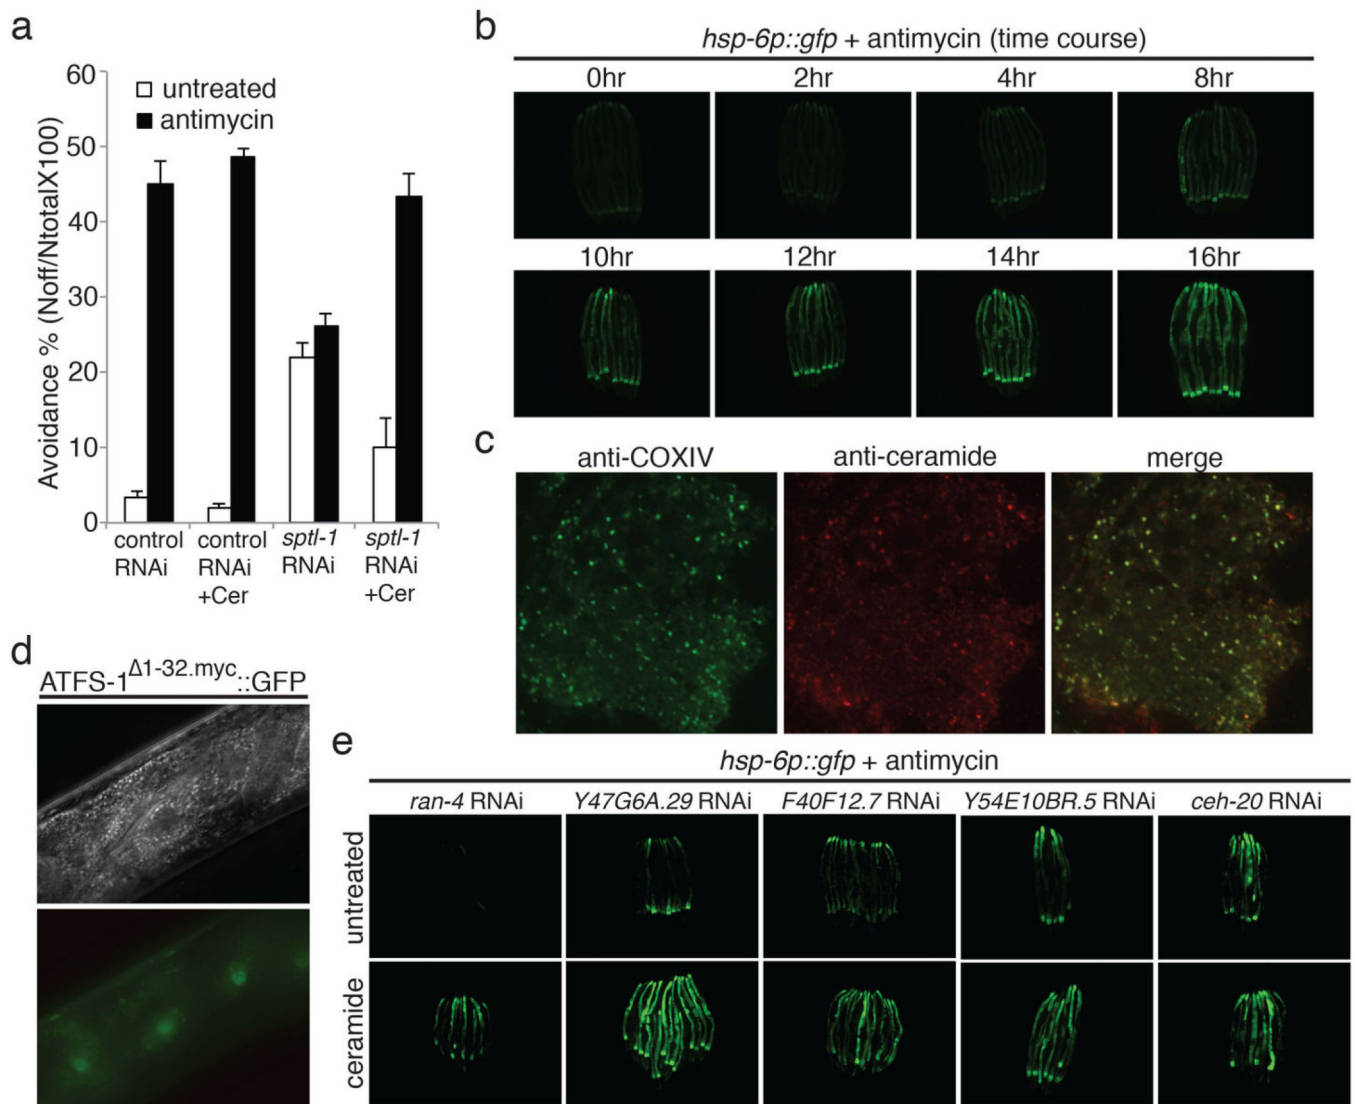 a
60
50
40
30
20
10
0
Avoidance % (Noff/NtotalX100)
untreated
antimycin
control
RNAi
control
RNAi
+Cer
sptl-1
RNAi
sptl-1
RNAi
+Cer
b
hsp-6p::gfp + antimycin (time course)
0hr 2hr 4hr 8hr
10hr 12hr 14hr 16hr
c
anti-COXIV anti-ceramide merge
d
ATFS-1Δ1-32.myc::GFP
e
hsp-6p::gfp + antimycin
ran-4 RNAi Y47G6A.29 RNAi F40F12.7 RNAi Y54E10BR.5 RNAi ceh-20 RNAi
untreated
ceramide